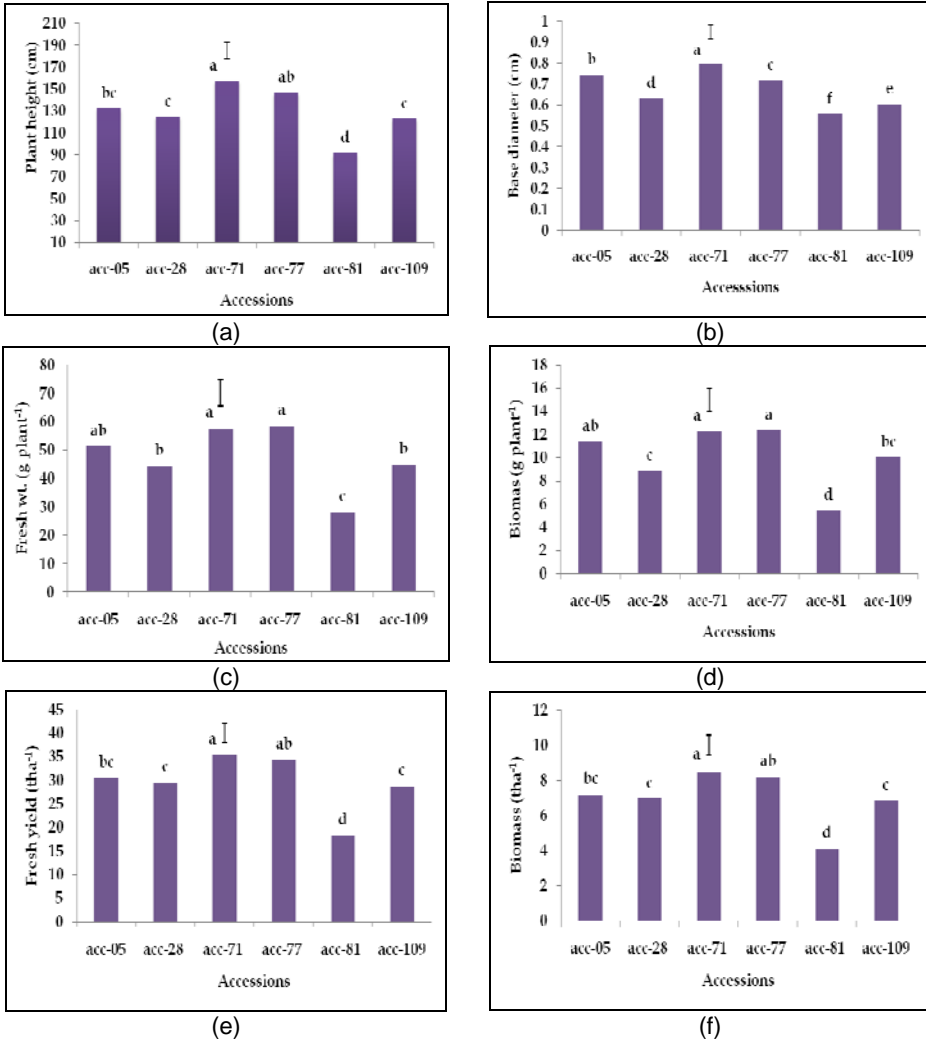 Plant height (cm)
210
190
170
150
130
110
90
70
50
30
10
bc
c
a
ab
d
c
acc-05 acc-28 acc-71 acc-77 acc-81 acc-109
Accessions
(a)
Base diameter (cm)
1
0.9
0.8
0.7
0.6
0.5
0.4
0.3
0.2
0.1
0
b
d
a
c
f
e
acc-05 acc-28 acc-71 acc-77 acc-81 acc-109
Accesssions
(b)
Fresh wt. (g plant⁻¹)
80
70
60
50
40
30
20
10
0
ab
b
a
a
c
b
acc-05 acc-28 acc-71 acc-77 acc-81 acc-109
Accessions
(c)
Biomas (g plant⁻¹)
18
16
14
12
10
8
6
4
2
0
ab
c
a
a
d
bc
acc-05 acc-28 acc-71 acc-77 acc-81 acc-109
Accessions
(d)
Fresh yield (tha⁻¹)
45
40
35
30
25
20
15
10
5
0
bc
c
a
ab
d
c
acc-05 acc-28 acc-71 acc-77 acc-81 acc-109
Accessions
(e)
Biomass (tha⁻¹)
12
10
8
6
4
2
0
bc
c
a
ab
d
c
acc-05 acc-28 acc-71 acc-77 acc-81 acc-109
Accessions
(f)